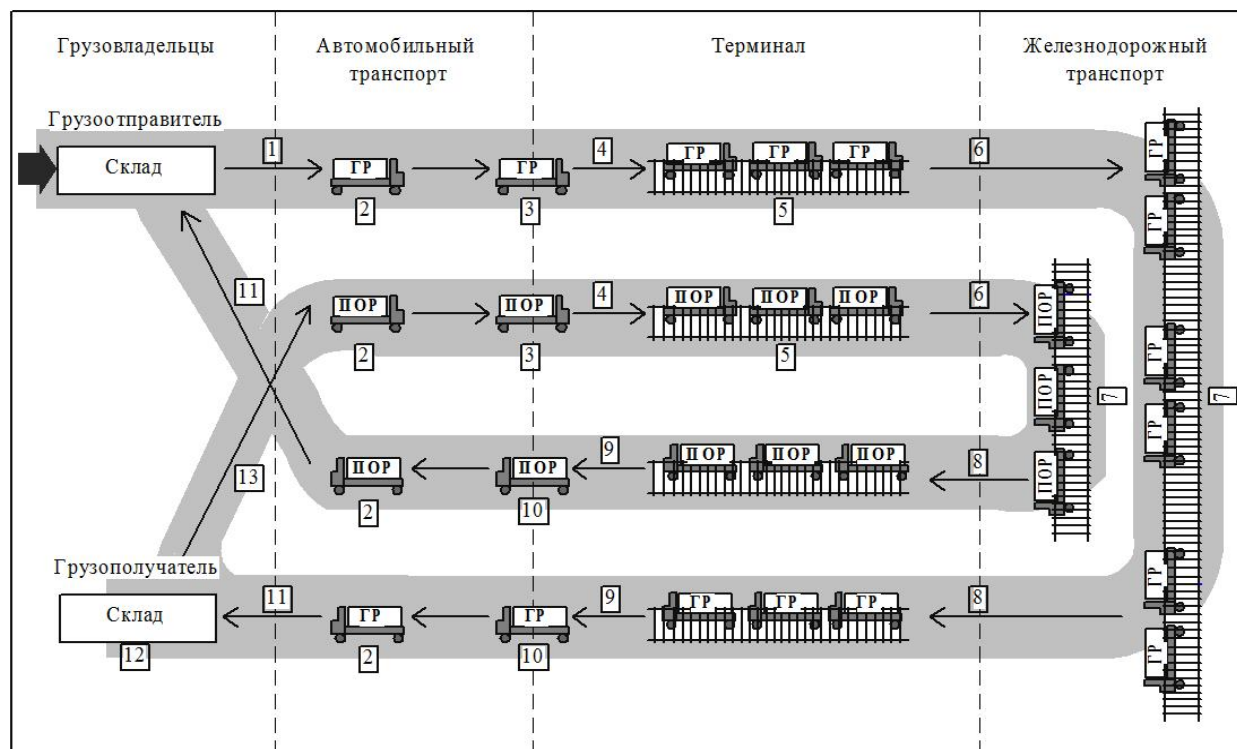 Грузовладельцы
Автомобильный
транспорт
Терминал
Железнодорожный
транспорт
Грузоотправитель
Склад
1
ГР
2
ГР
3
4
ГР ГР ГР
5
6
ГР
ГР
11
ПОР
2
ПОР
3
4
ПОР ПОР ПОР
5
6
ПОР
ПОР
ПОР
7
ГР
ГР
7
13
ПОР
2
ПОР
10
9
ПОР ПОР ПОР
8
Грузополучатель
Склад
12
11
ГР
2
ГР
10
9
ГР ГР ГР
8
ГР
ГР